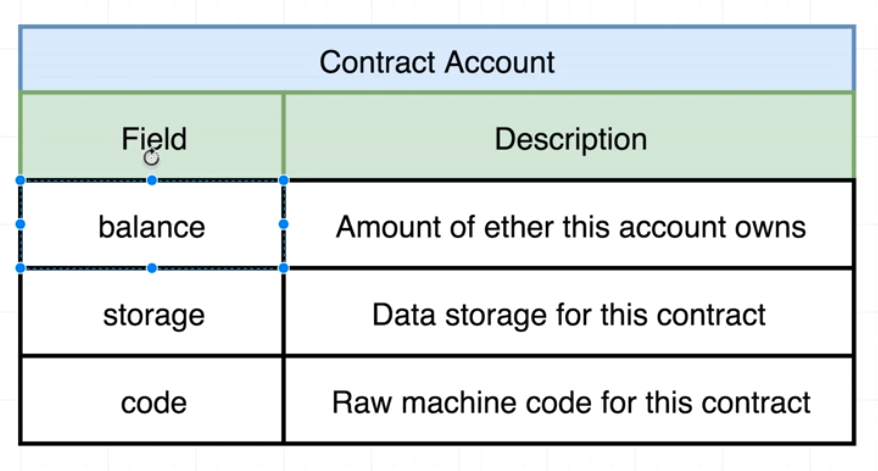 Contract Account
Field
Description
balance
Amount of ether this account owns
storage
Data storage for this contract
code
Raw machine code for this contract